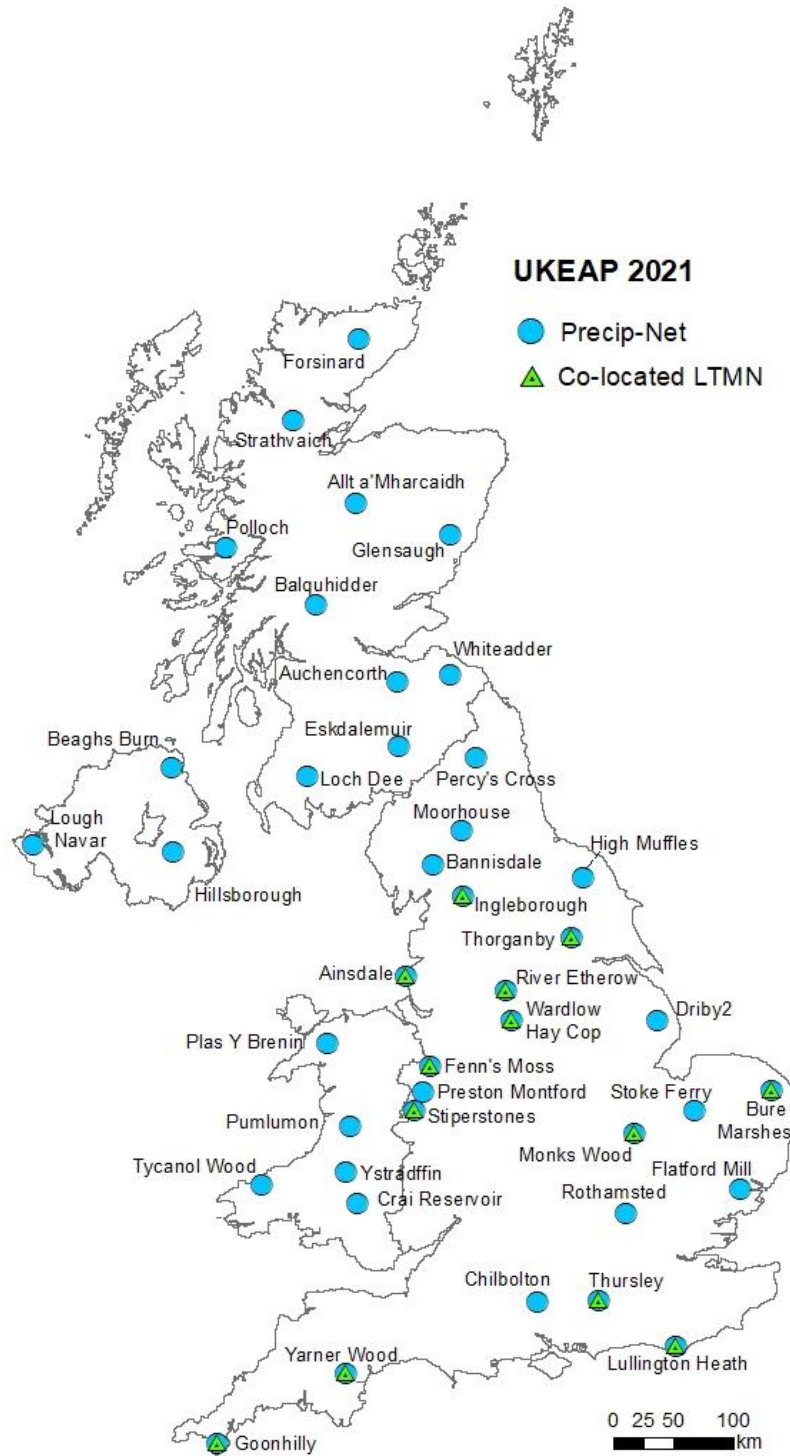 UKEAP 2021
Precip-Net
Co-located LTMN
Forsinard
Strathvaich
Allt a'Mharcaidh
Polloch
Glensaugh
Balquhidder
Whiteadder
Auchencorth
Eskdalemuir
Beaghs Burn
Loch Dee
Percy's Cross
Lough
Navar
Moorhouse
High Muffles
Bannisdale
Hillsborough
Ingleborough
Thorganby
Ainsdale
River Etherow
Wardlow
Hay Cop
Driby2
Plas Y Brenin
Fenn's Moss
Preston Montford
Stoke Ferry
Bure
Marshes
Stiperstones
Pumlumon
Monks Wood
Tycanol Wood
Ystradffin
Flatford Mill
Crai Reservoir
Rothamsted
Chilbolton
Thursley
Yarner Wood
Lullington Heath
Goonhilly
0 25 50 100
km